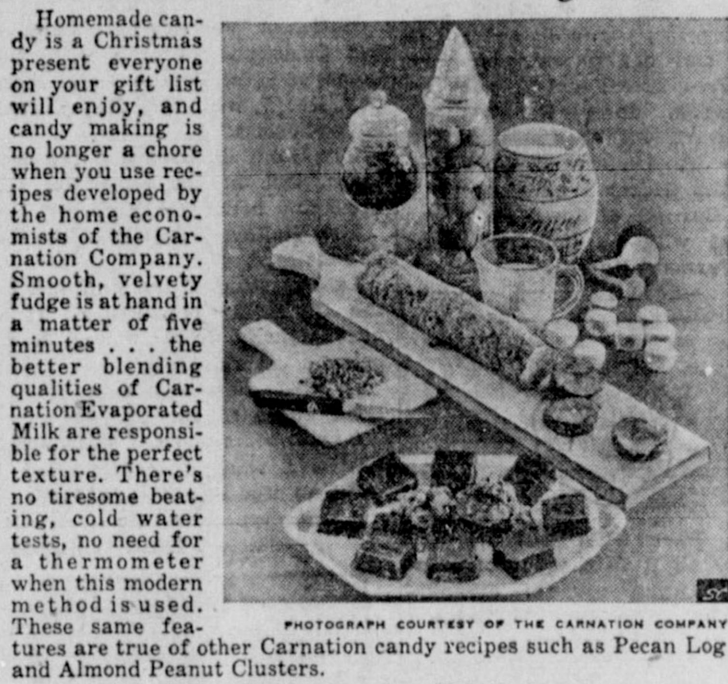 Homemade can-
dy is a Christmas
present everyone
on your gift list
will enjoy, and
candy making is
no longer a chore
when you use rec-
ipes developed by
the home econo-
mists of the Car-
nation Company.
Smooth, velvety
fudge is at hand in
a matter of five
minutes . . . the
better blending
qualities of Car-
nation Evaporated
Milk are responsi-
ble for the perfect
texture. There's
no tiresome beat-
ing, cold water
tests, no need for
a thermometer
when this modern
method is used.
These same fea-
PHOTOGRAPH COURTESY OF THE CARNATION COMPANY
tures are true of other Carnation candy recipes such as Pecan Log
and Almond Peanut Clusters.